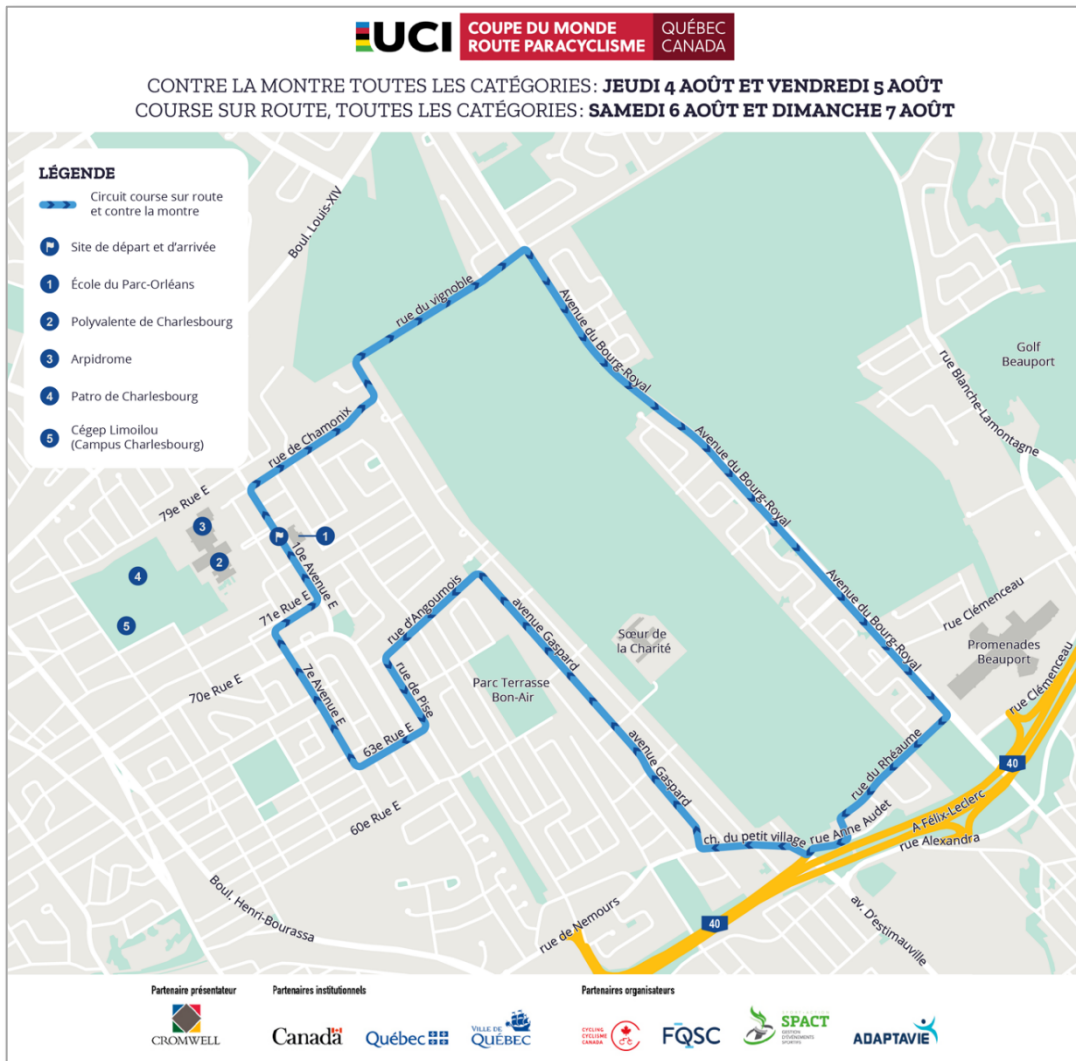 UCI
COUPE DU MONDE
ROUTE PARACYCLISME
QUÉBEC
CANADA
CONTRE LA MONTRE TOUTES LES CATÉGORIES : JEUDI 4 AOÛT ET VENDREDI 5 AOÛT
COURSE SUR ROUTE, TOUTES LES CATÉGORIES : SAMEDI 6 AOÛT ET DIMANCHE 7 AOÛT
LÉGENDE
Circuit course sur route
et contre la montre
Site de départ et d'arrivée
1 École du Parc-Orléans
2 Polyvalente de Charlesbourg
3 Arpidrome
4 Patro de Charlesbourg
5 Cégep Limoilou
(Campus Charlesbourg)
Boul. Louis-XIV
rue du vignoble
Avenue du Bourg-Royal
Golf
Beauport
rue Blanche-Lamontagne
rue de Chamonix
Avenue du Bourg-Royal
79e Rue E
3
1
2
10e Avenue E
4
5
71e Rue E
70e Rue E
7e Avenue E
rue d'Angoumois
rue de Pise
63e Rue E
60e Rue E
avenue Gaspard
Parc Terrasse
Bon-Air
Sœur de
la Charité
Avenue du Bourg-Royal
rue Clémenceau
Promenades
Beauport
rue Clémenceau
40
avenue Gaspard
rue du Rhéaume
ch. du petit village
rue Anne Audet
A Félix-Leclerc
rue Alexandra
Boul. Henri-Bourassa
rue de Nemours
40
av. D'estimauville
Partenaire présentateur
CROMWELL
Partenaires institutionnels
Canada
Québec
VILLE DE
QUÉBEC
Partenaires organisateurs
CYCLING
CYCLISME
CANADA
FQSC
SPACT
GESTION
D'ÉVÉNEMENTS
SPORTIFS
ADAPTAVIE